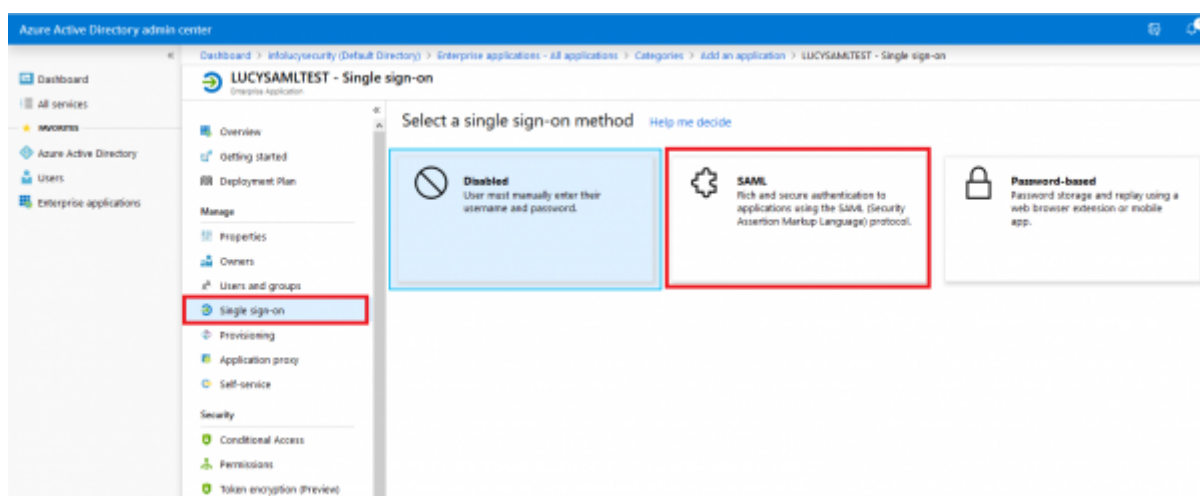 Azure Active Directory admin center
Dashboard > infolucysecurity (Default Directory) > Enterprise applications - All applications > Categories > Add an application > LUCYSAMLTEST - Single sign-on
Dashboard
All services
FAVORITES
Azure Active Directory
Users
Enterprise applications
LUCYSAMLTEST - Single sign-on
Enterprise Application
Overview
Getting started
Deployment Plan
Manage
Properties
Owners
Users and groups
Single sign-on
Provisioning
Application proxy
Self-service
Security
Conditional Access
Permissions
Token encryption (Preview)
Select a single sign-on method Help me decide
Disabled
User must manually enter their
username and password.
SAML
Rich and secure authentication to
applications using the SAML (Security
Assertion Markup Language) protocol.
Password-based
Password storage and replay using a
web browser extension or mobile
app.